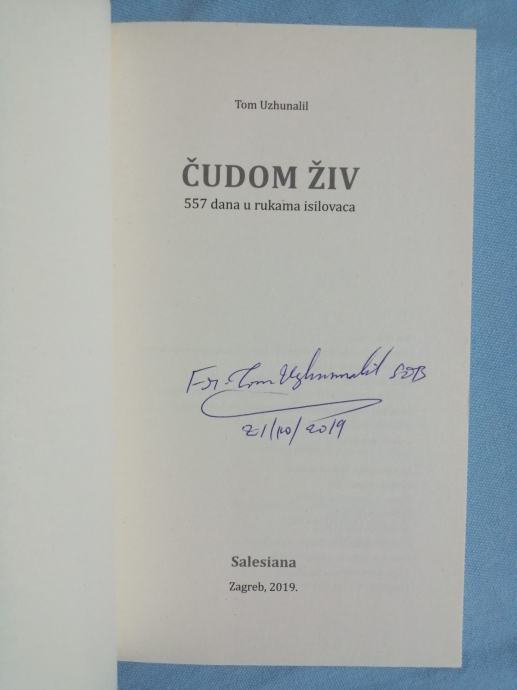 Tom Uzhunalil
ČUDOM ŽIV
557 dana u rukama isilovaca
Fr. Tom Uzhunnalil SDB
21/10/2019
Salesiana
Zagreb, 2019.